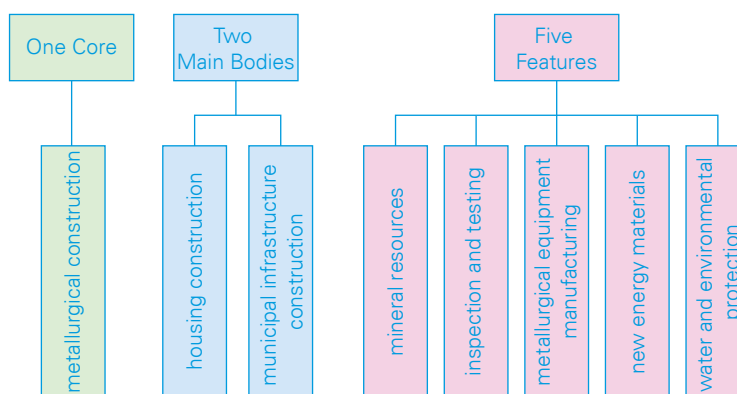 One Core
Two
Main Bodies
Five
Features
metallurgical construction
housing construction
municipal infrastructure
construction
mineral resources
inspection and testing
metallurgical equipment
manufacturing
new energy materials
water and environmental
protection